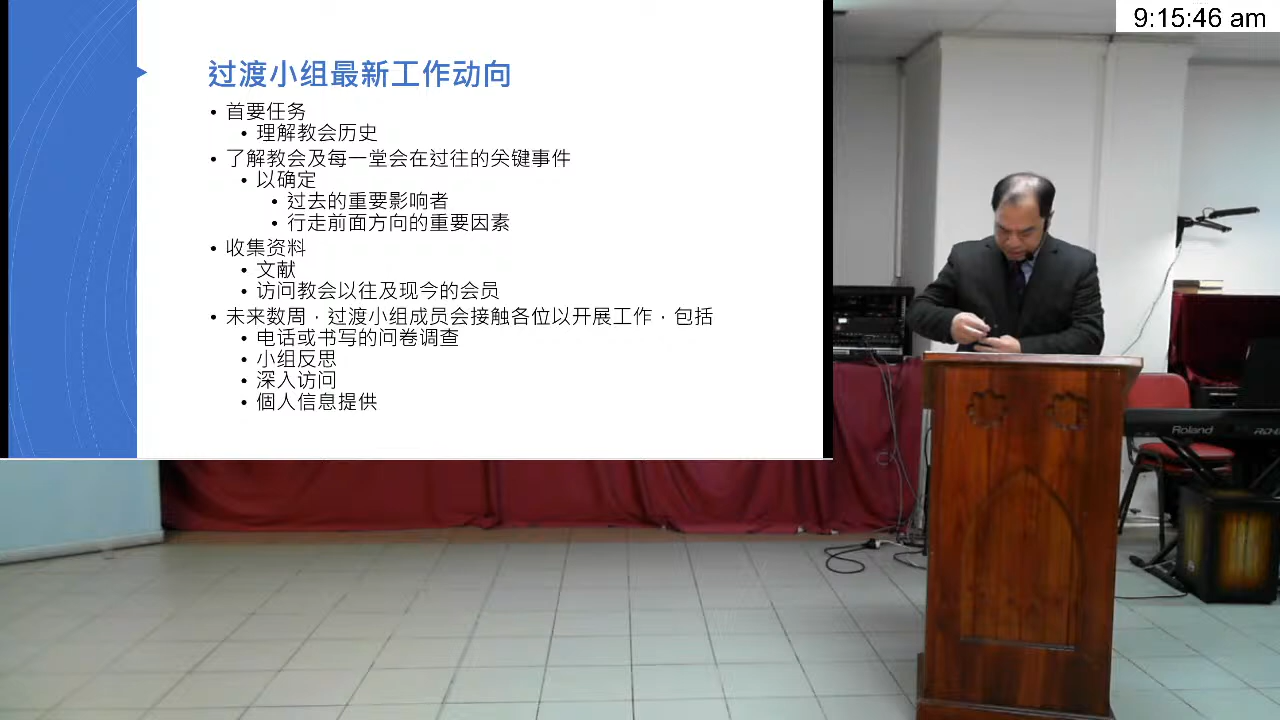 9:15:46 am
过渡小组最新工作动向
• 首要任务
• 理解教会历史
• 了解教会及每一堂会在过往的关键事件
• 以确定
• 过去的重要影响者
• 行走前面方向的重要因素
• 收集资料
• 文献
• 访问教会以往及现今的会员
• 未来数周，过渡小组成员会接触各位以开展工作，包括
• 电话或书写的问卷调查
• 小组反思
• 深入访问
• 個人信息提供
Roland